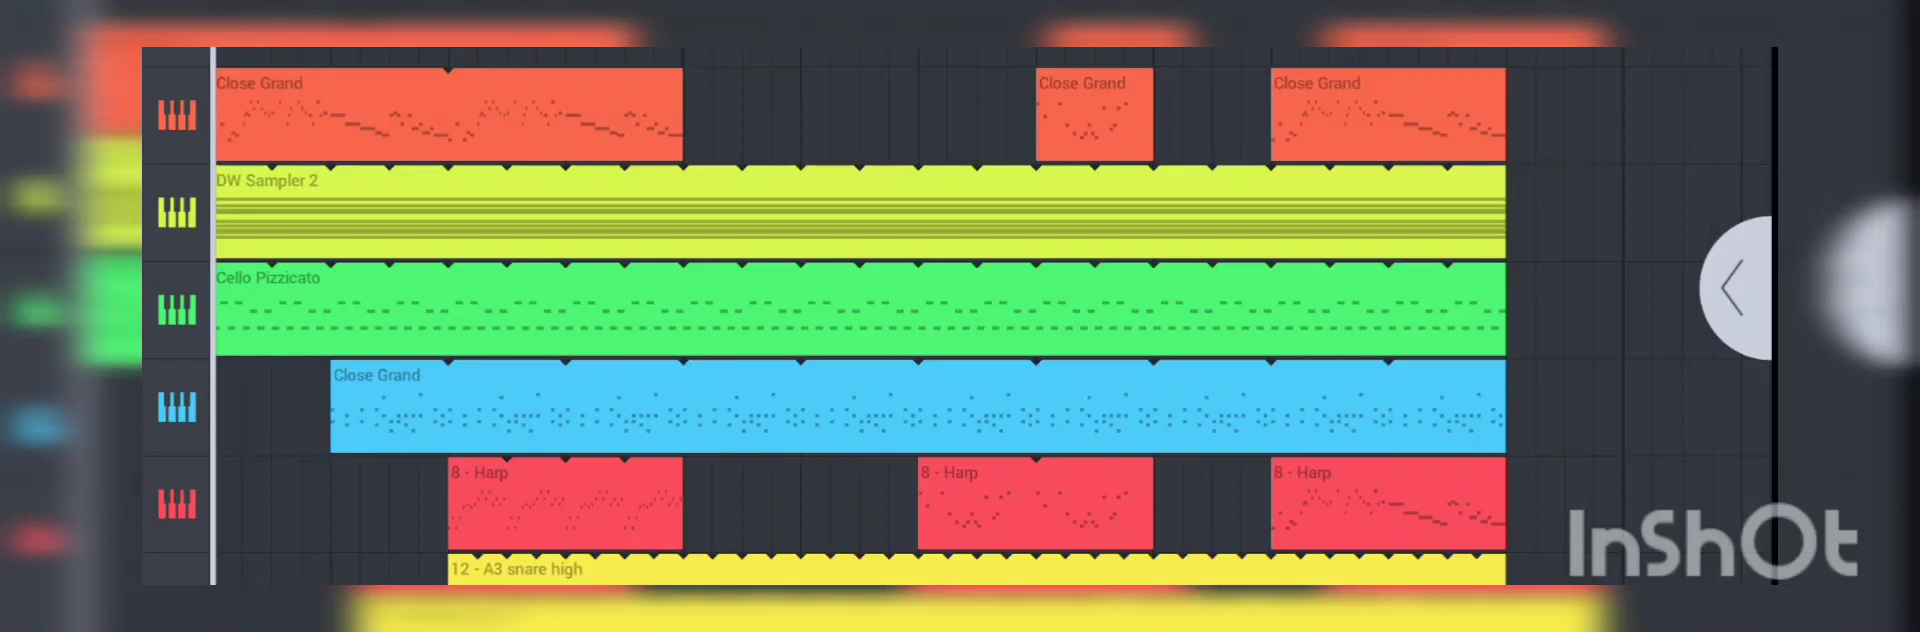 Close Grand
Close Grand
Close Grand
DW Sampler 2
Cello Pizzicato
Close Grand
8 - Harp
8 - Harp
8 - Harp
12 - A3 snare high
InShOt